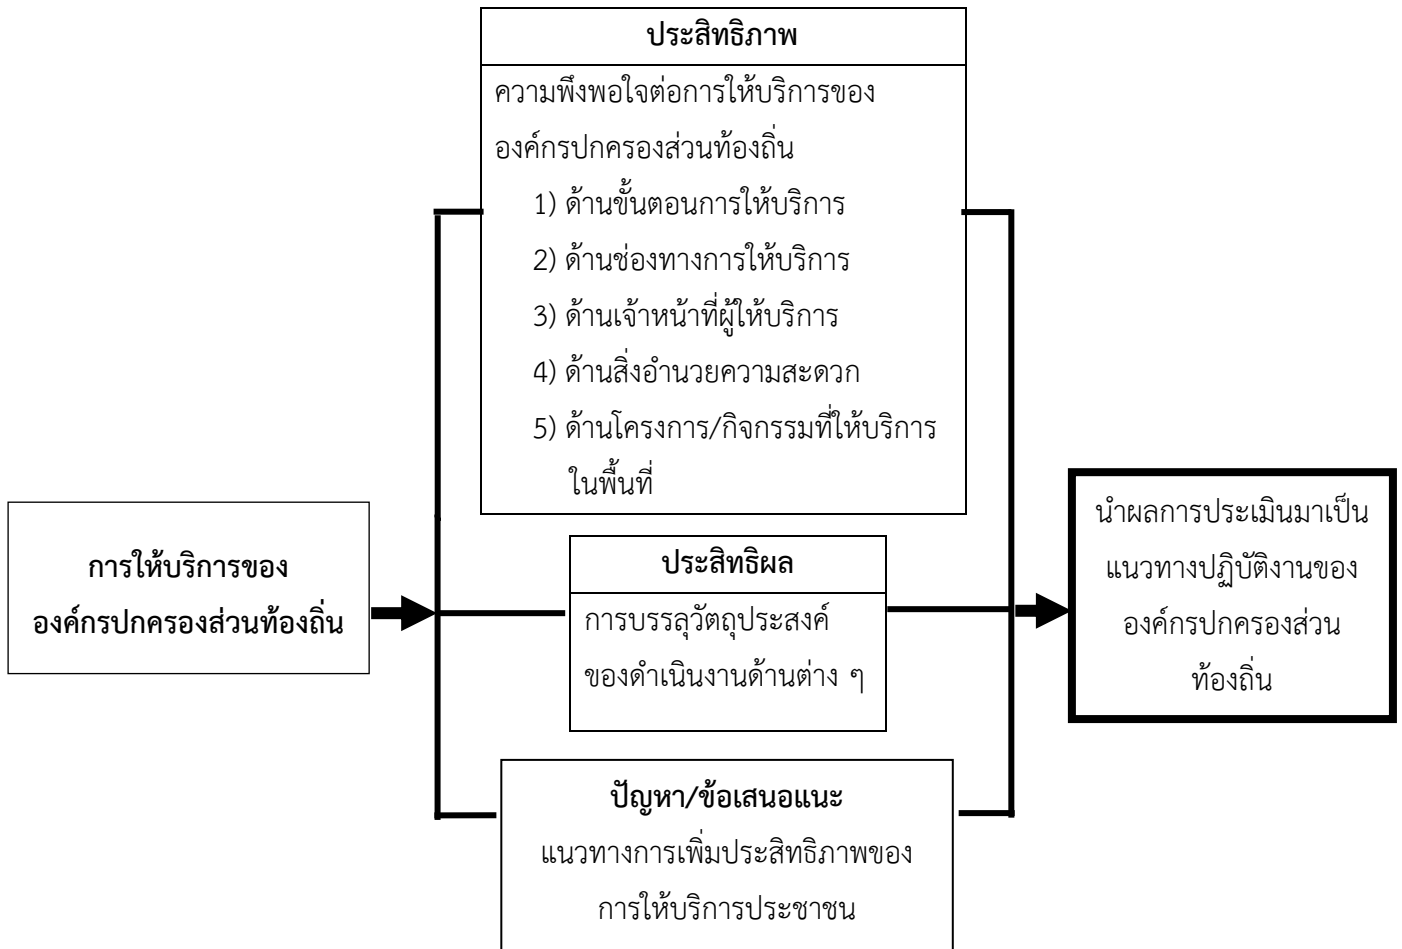 ประสิทธิภาพ
ความพึงพอใจต่อการให้บริการของ
องค์กรปกครองส่วนท้องถิ่น
1) ด้านขั้นตอนการให้บริการ
2) ด้านช่องทางการให้บริการ
3) ด้านเจ้าหน้าที่ผู้ให้บริการ
4) ด้านสิ่งอำนวยความสะดวก
5) ด้านโครงการ/กิจกรรมที่ให้บริการ
ในพื้นที่
การให้บริการของ
องค์กรปกครองส่วนท้องถิ่น
ประสิทธิผล
การบรรลุวัตถุประสงค์
ของดำเนินงานด้านต่าง ๆ
ปัญหา/ข้อเสนอแนะ
แนวทางการเพิ่มประสิทธิภาพของ
การให้บริการประชาชน
นำผลการประเมินมาเป็น
แนวทางปฏิบัติงานของ
องค์กรปกครองส่วน
ท้องถิ่น